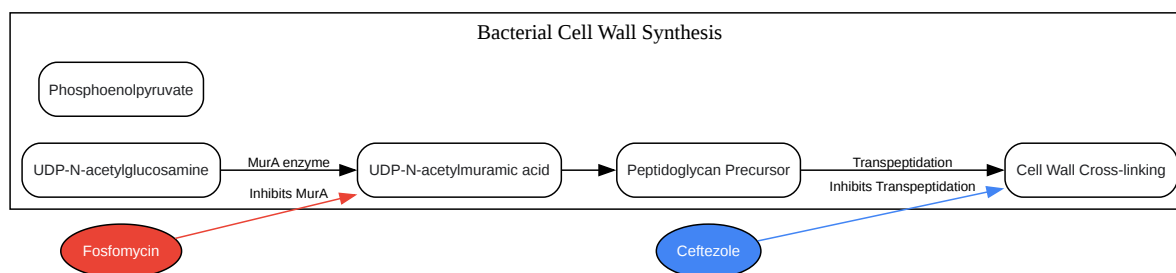 Bacterial Cell Wall Synthesis
Phosphoenolpyruvate
UDP-N-acetylglucosamine
MurA enzyme
UDP-N-acetylmuramic acid
Peptidoglycan Precursor
Transpeptidation
Cell Wall Cross-linking
Inhibits MurA
Inhibits Transpeptidation
Fosfomycin
Ceftezole